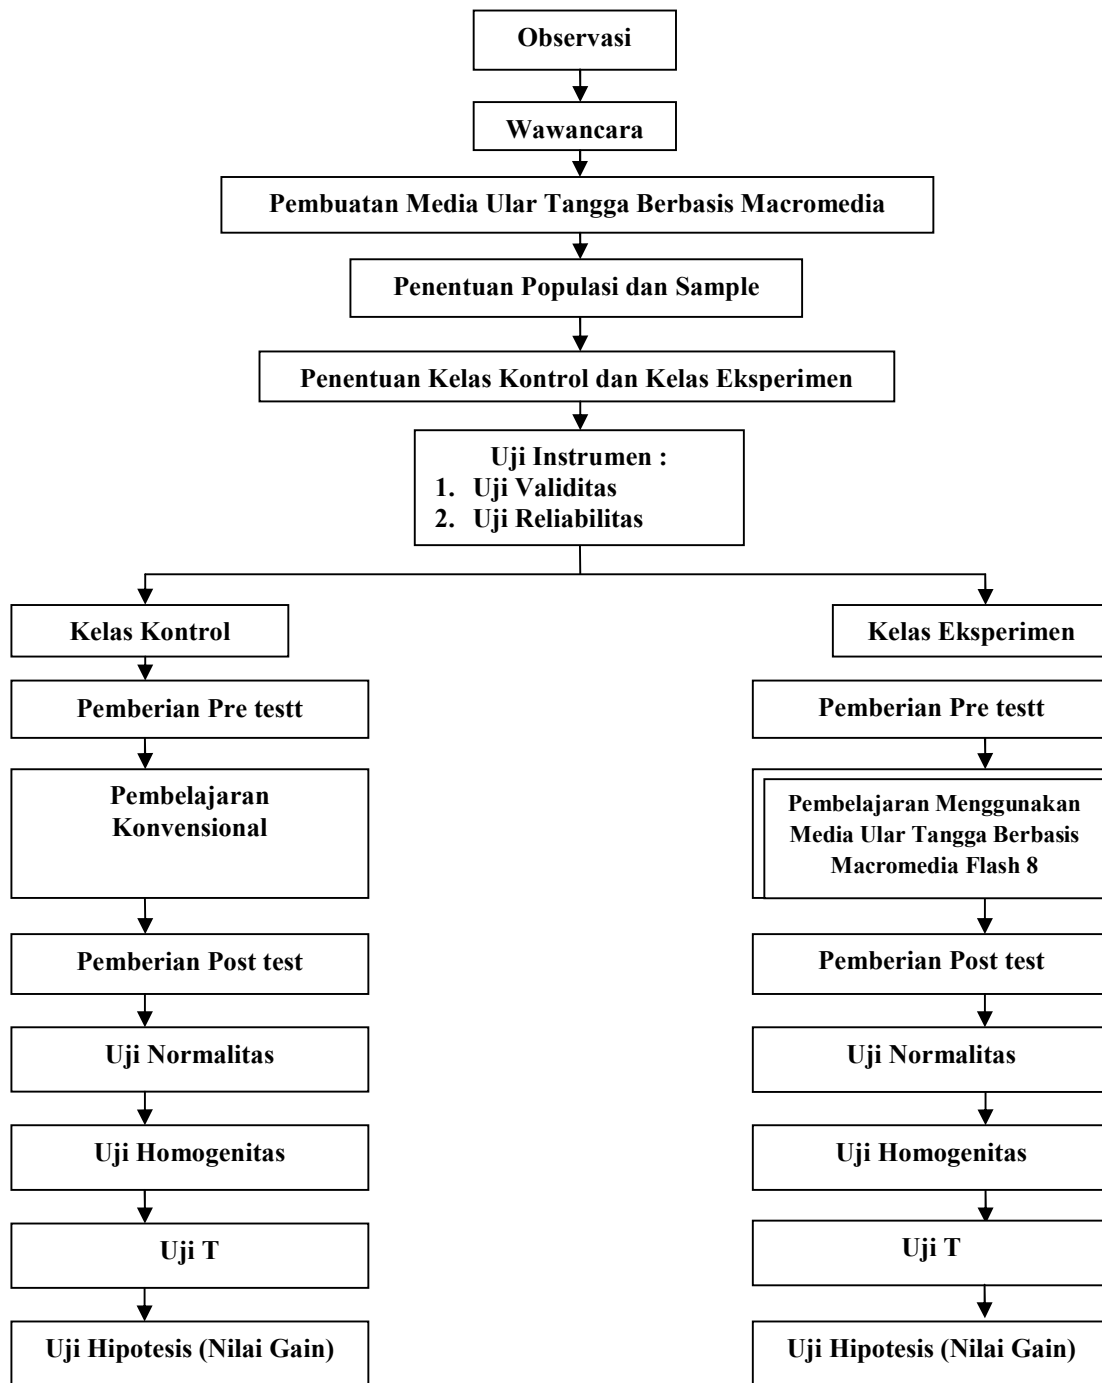 Observasi
Wawancara
Pembuatan Media Ular Tangga Berbasis Macromedia
Penentuan Populasi dan Sample
Penentuan Kelas Kontrol dan Kelas Eksperimen
Uji Instrumen :
1. Uji Validitas
2. Uji Reliabilitas
Kelas Kontrol
Pemberian Pre testt
Pembelajaran
Konvensional
Pemberian Post test
Uji Normalitas
Uji Homogenitas
Uji T
Uji Hipotesis (Nilai Gain)
Kelas Eksperimen
Pemberian Pre testt
Pembelajaran Menggunakan
Media Ular Tangga Berbasis
Macromedia Flash 8
Pemberian Post test
Uji Normalitas
Uji Homogenitas
Uji T
Uji Hipotesis (Nilai Gain)